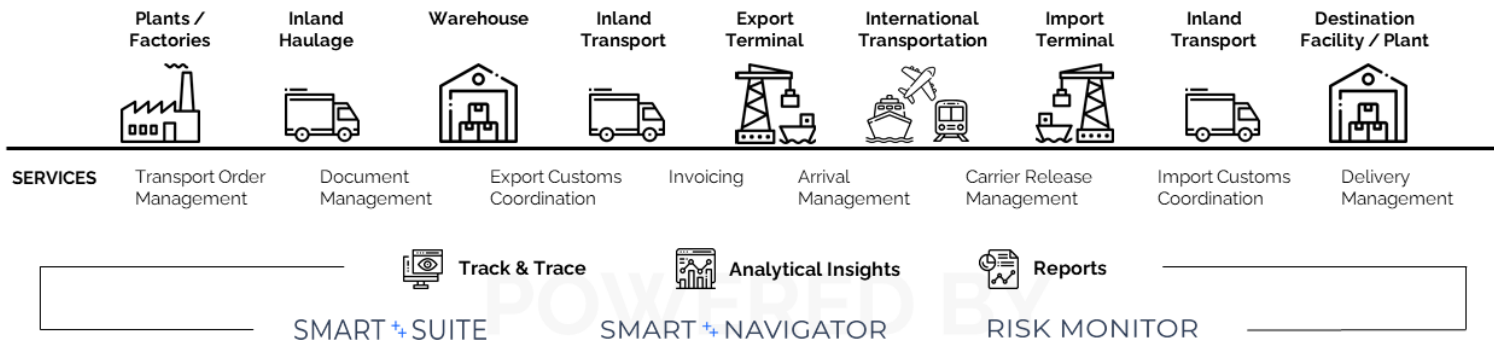 Plants /
Factories
Inland
Haulage
Warehouse
Inland
Transport
Export
Terminal
International
Transportation
Import
Terminal
Inland
Transport
Destination
Facility / Plant
SERVICES
Transport Order
Management
Document
Management
Export Customs
Coordination
Invoicing
Arrival
Management
Carrier Release
Management
Import Customs
Coordination
Delivery
Management
Track & Trace
Analytical Insights
Reports
POWERED BY
SMART ++ SUITE
SMART ++ NAVIGATOR
RISK MONITOR